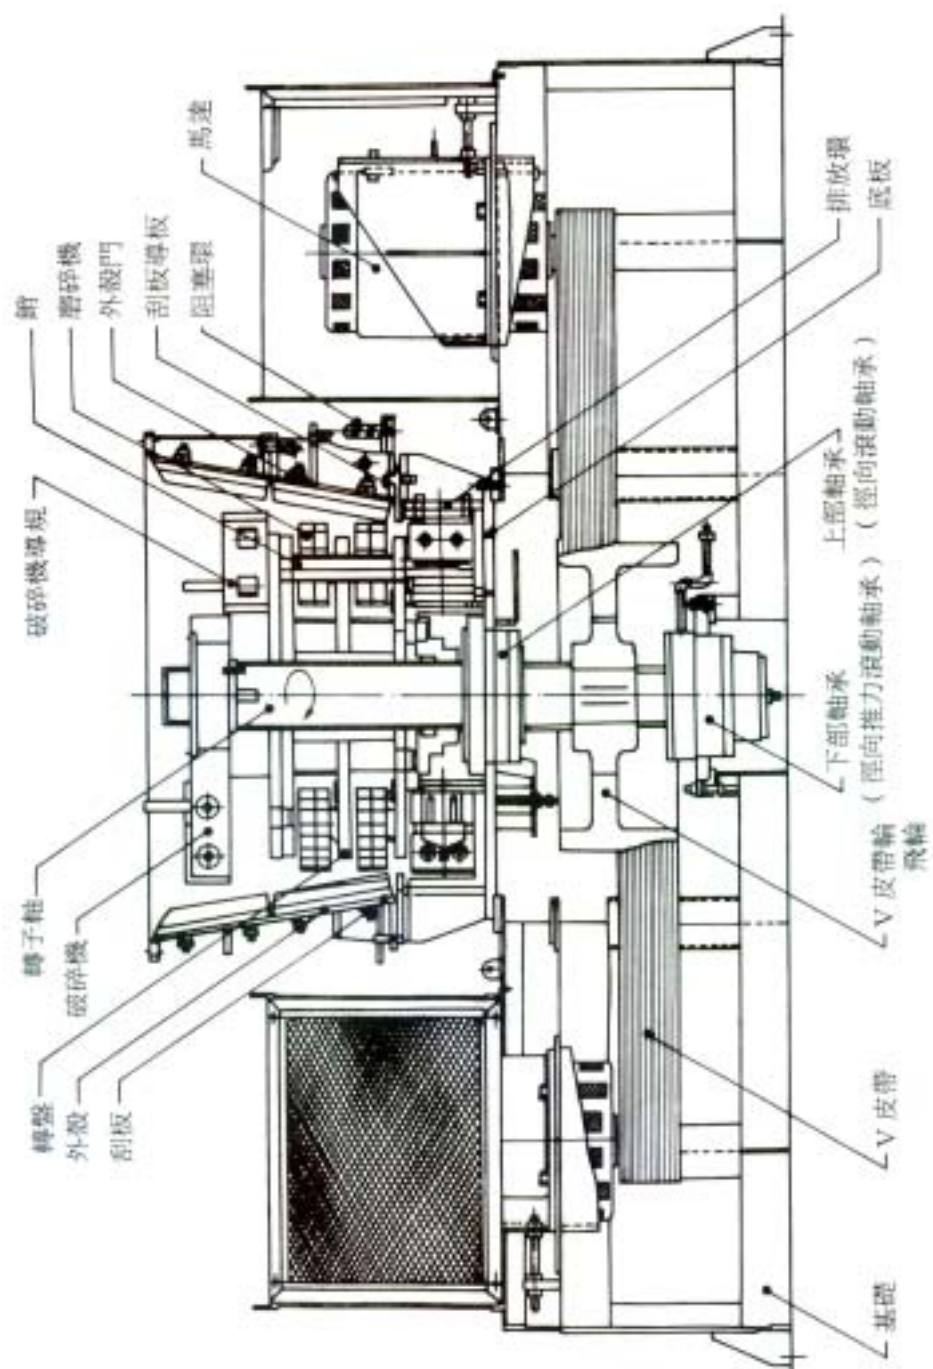 轉盤
外殼
刮板
破碎機
轉子軸
破碎機導規
銷
磨碎機
外殼門
刮板導板
阻塞環
馬達
基礎
V皮帶
V皮帶輪
飛輪
下部軸承
(徑向推力滾動軸承)
上部軸承
(徑向滾動軸承)
排放環
底板